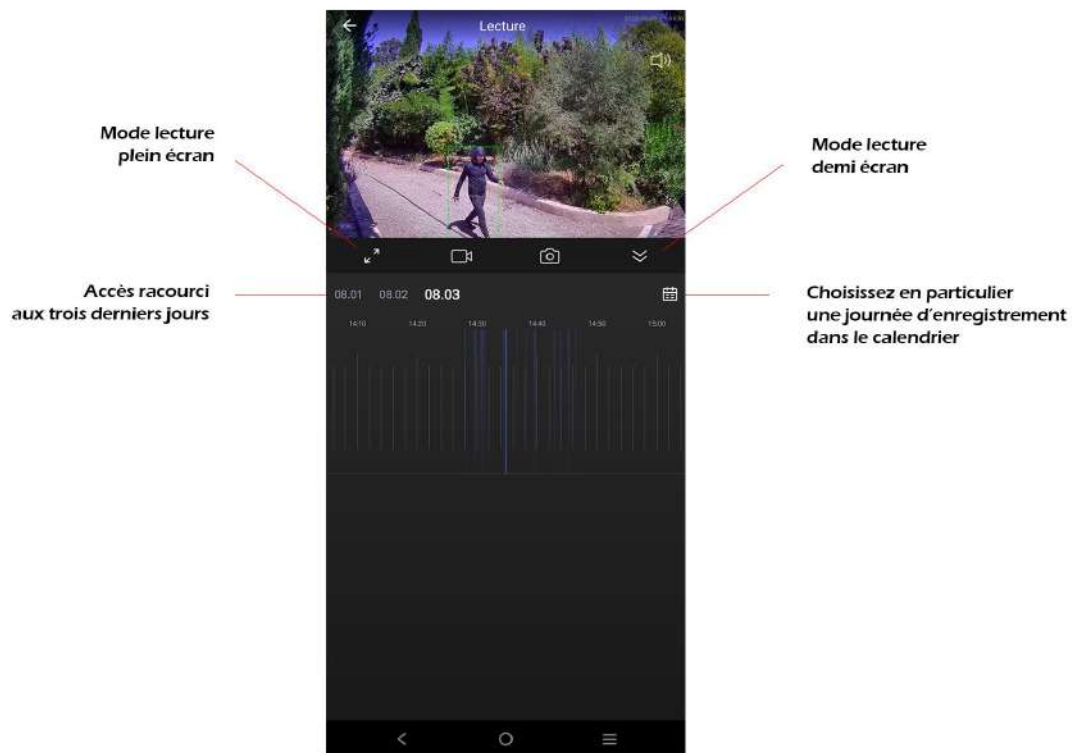 Lecture
Mode lecture
plein écran
Mode lecture
demi écran
Accès racourci
aux trois derniers jours
08.01 08.02 08.03
Choisissez en particulier
une journée d'enregistrement
dans le calendrier
14:10 14:20 14:30 14:40 14:50 15:00